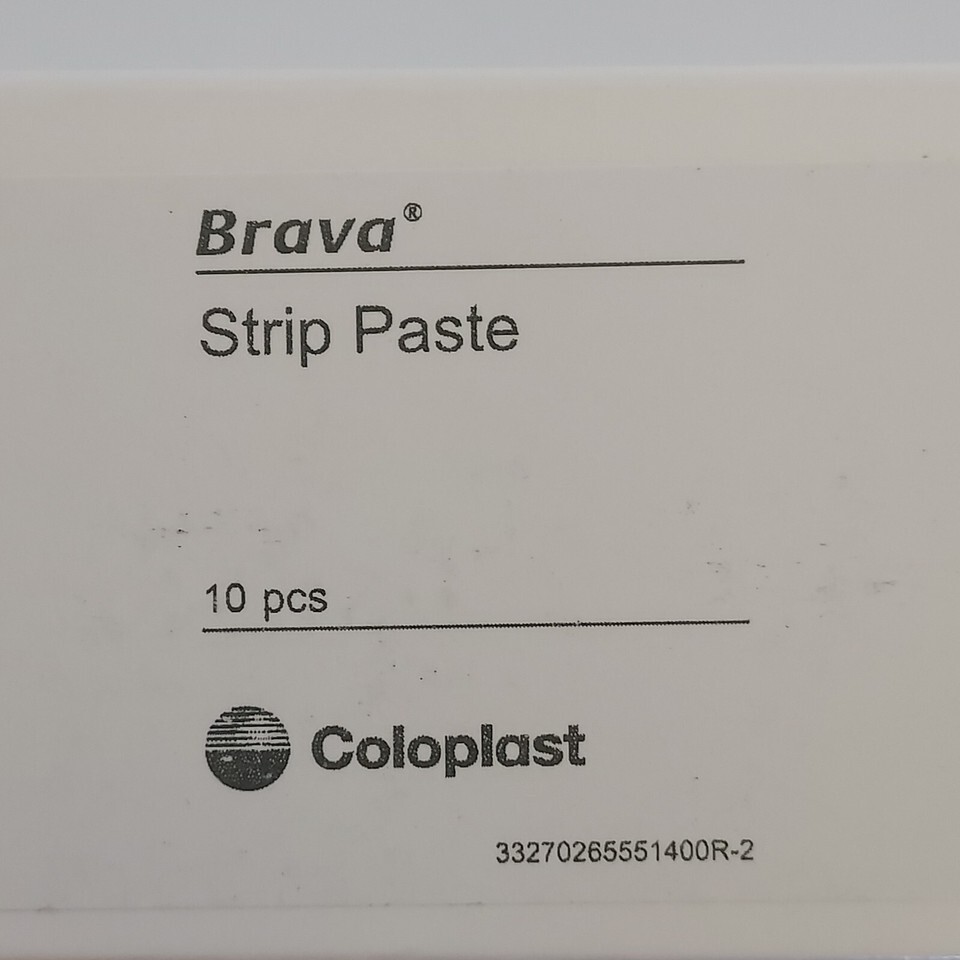 Brava®
Strip Paste
10 pcs
Coloplast
33270265551400R-2